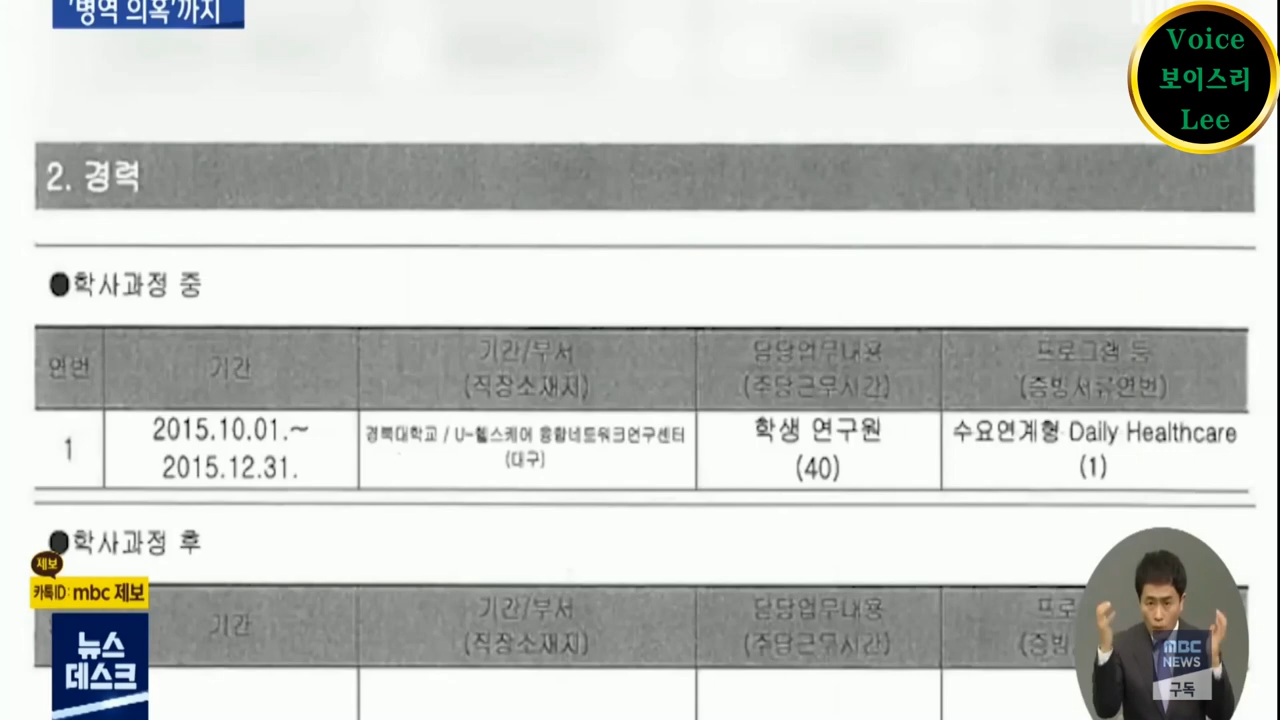 '병역 의혹'까지
Voice
보이스리
Lee
2. 경력
●학사과정 중
연번
기간
기간/부서
(직장소재지)
담당업무내용
(주당근무시간)
프로그램 등
(증빙서류연번)
1
2015.10.01.~
2015.12.31.
경북대학교 / U-헬스케어 융합네트워크연구센터
(대구)
학생 연구원
(40)
수요연계형 Daily Healthcare
(1)
●학사과정 후
기간
기간/부서
(직장소재지)
담당업무내용
(주당근무시간)
프로
(증빙
제보
카톡ID: mbc 제보
뉴스
데스크
MBC
NEWS
구독